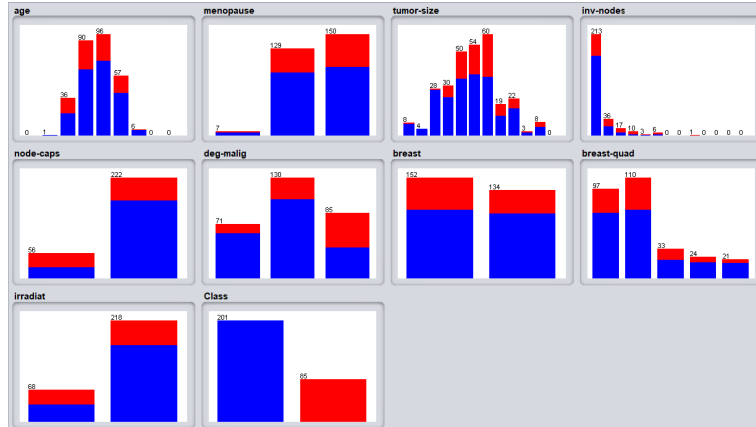 age
0 1 36 90 96 57 6 0 0
menopause
7 129 150
tumor-size
8 4 28 30 50 54 60 19 22 3 8 0
inv-nodes
213 36 17 10 3 6 0 0 1 0 0 0 0
node-caps
56 222
deg-malig
71 130 85
breast
152 134
breast-quad
97 110 33 24 21
irradiat
68 218
Class
201 85